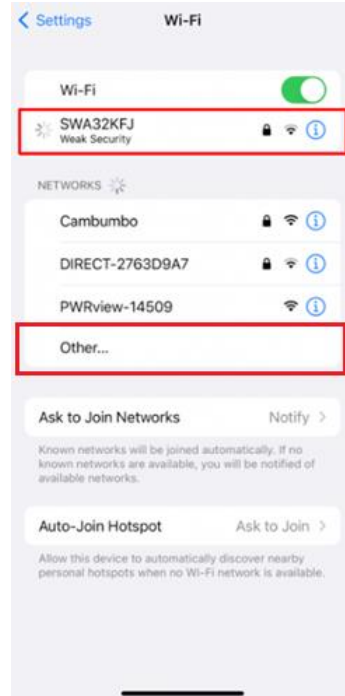 Settings
Wi-Fi
Wi-Fi
SWA32KFJ
Weak Security
NETWORKS
Cambumbo
DIRECT-2763D9A7
PWRview-14509
Other...
Ask to Join Networks Notify
Known networks will be joined automatically. If no
known networks are available, you will be notified of
available networks.
Auto-Join Hotspot Ask to Join
Allow this device to automatically discover nearby
personal hotspots when no Wi-Fi network is available.